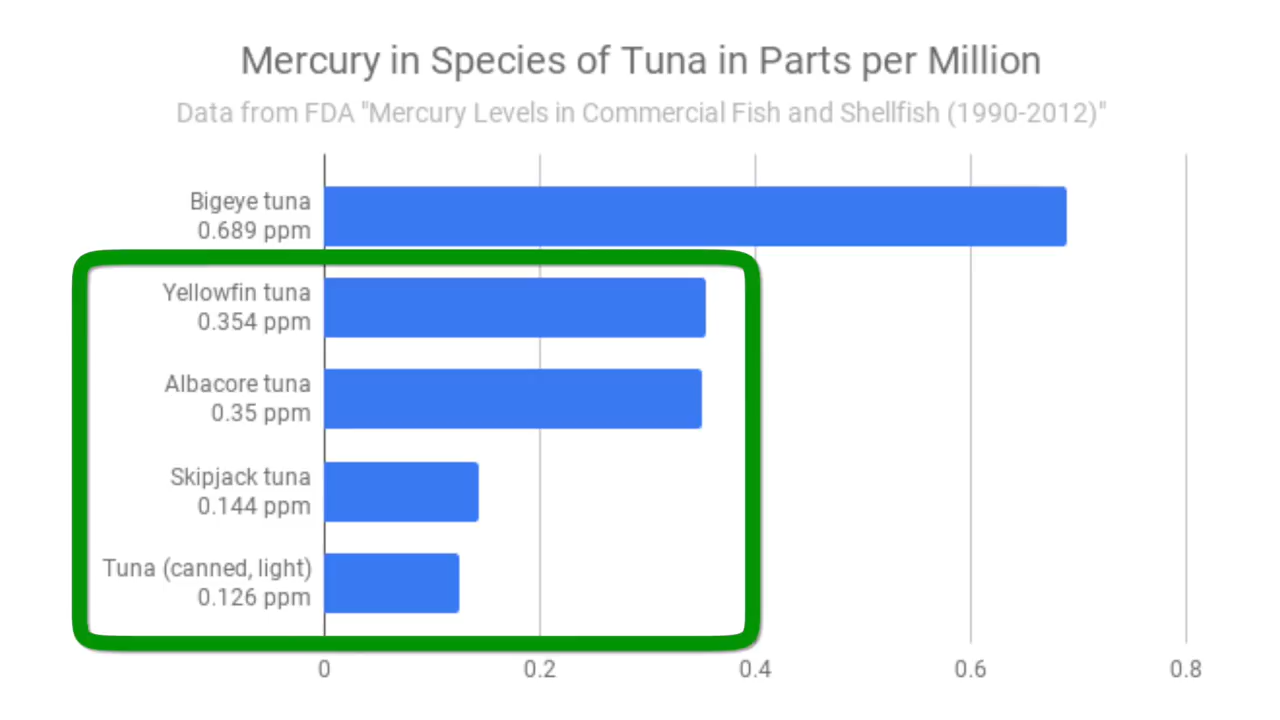 Mercury in Species of Tuna in Parts per Million
Data from FDA "Mercury Levels in Commercial Fish and Shellfish (1990-2012)"
Bigeye tuna
0.689 ppm
Yellowfin tuna
0.354 ppm
Albacore tuna
0.35 ppm
Skipjack tuna
0.144 ppm
Tuna (canned, light)
0.126 ppm
0 0.2 0.4 0.6 0.8